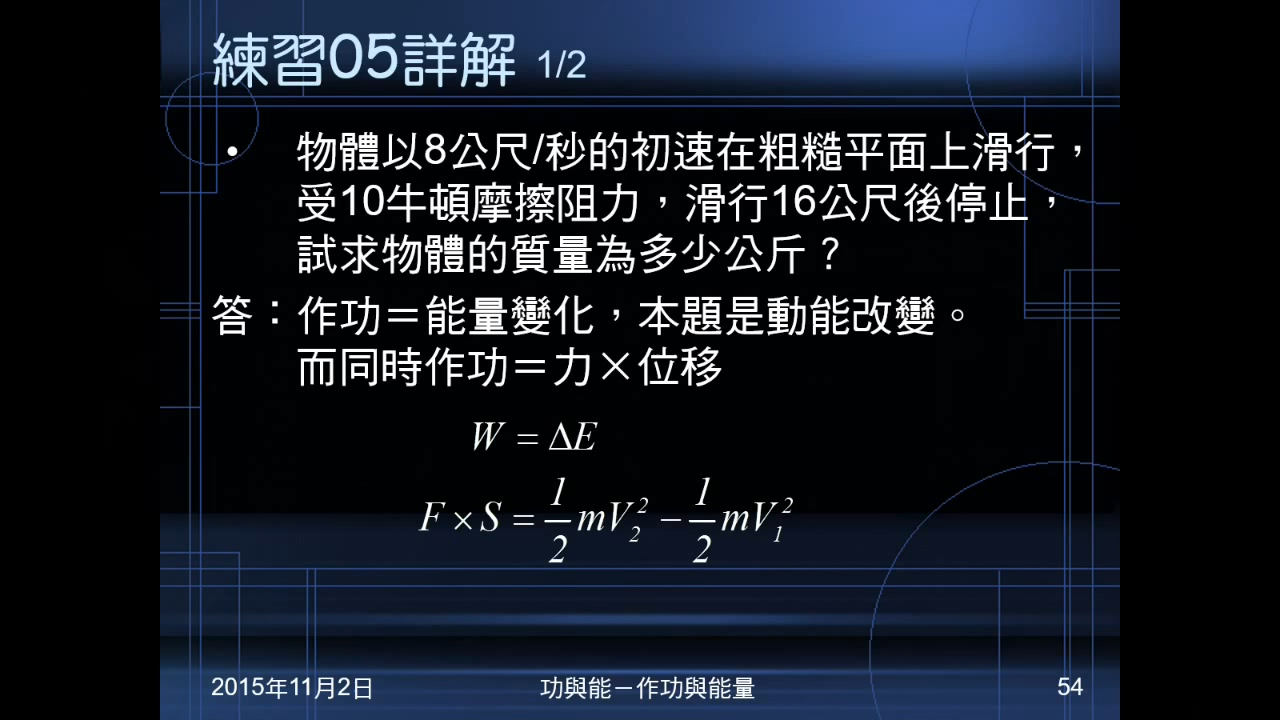 練習05詳解 1/2
• 物體以8公尺/秒的初速在粗糙平面上滑行，
受10牛頓摩擦阻力，滑行16公尺後停止，
試求物體的質量為多少公斤？
答：作功＝能量變化，本題是動能改變。
而同時作功＝力×位移
W = ΔE
F × S = 1/2 mV₂² − 1/2 mV₁²
2015年11月2日 功與能－作功與能量 54